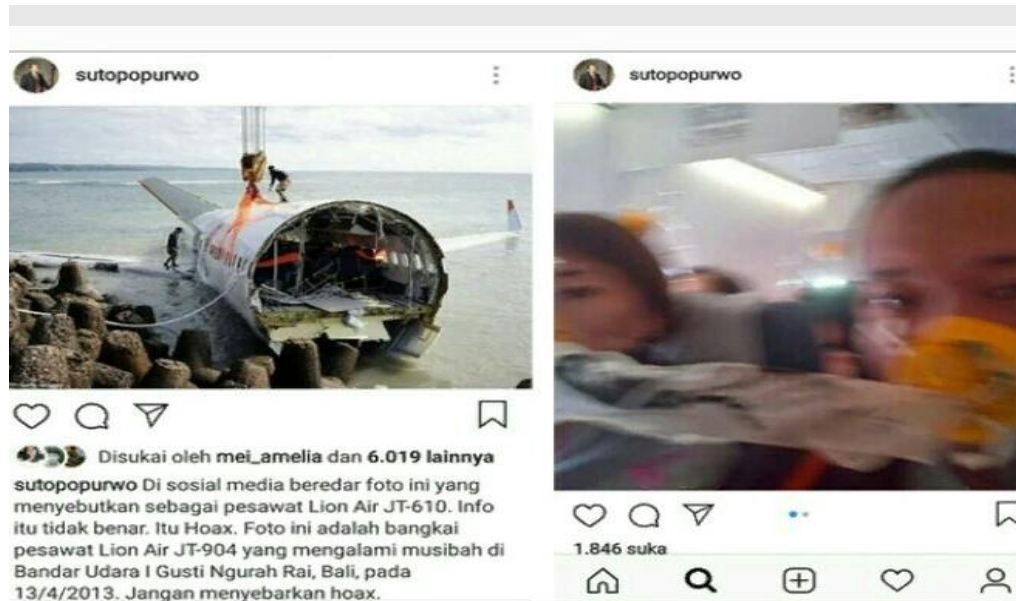 sutopopurwo
Disukai oleh mei_amelia dan 6.019 lainnya
sutopopurwo Di sosial media beredar foto ini yang
menyebutkan sebagai pesawat Lion Air JT-610. Info
itu tidak benar. Itu Hoax. Foto ini adalah bangkai
pesawat Lion Air JT-904 yang mengalami musibah di
Bandar Udara I Gusti Ngurah Rai, Bali, pada
13/4/2013. Jangan menyebarkan hoax.
sutopopurwo
1.846 suka